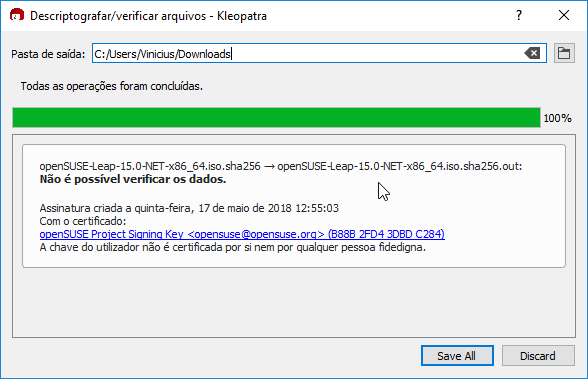 Descriptografar/verificar arquivos - Kleopatra
Pasta de saída: C:/Users/Vinicius/Downloads
Todas as operações foram concluídas.
100%
openSUSE-Leap-15.0-NET-x86_64.iso.sha256 → openSUSE-Leap-15.0-NET-x86_64.iso.sha256.out:
Não é possível verificar os dados.
Assinatura criada a quinta-feira, 17 de maio de 2018 12:55:03
Com o certificado:
openSUSE Project Signing Key <opensuse@opensuse.org> (B88B 2FD4 3DBD C284)
A chave do utilizador não é certificada por si nem por qualquer pessoa fidedigna.
Save All Discard